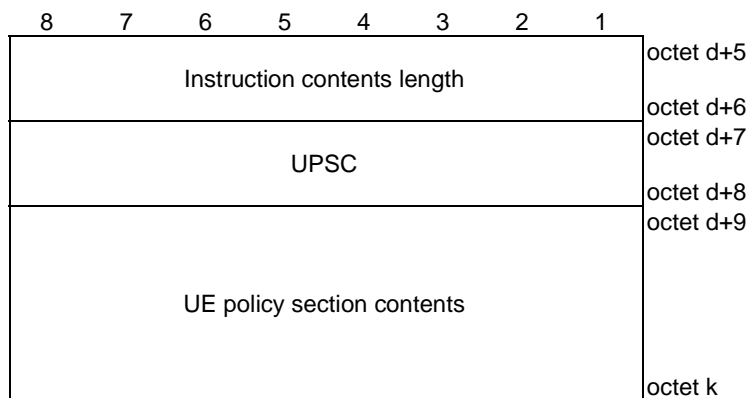 8 7 6 5 4 3 2 1
octet d+5
Instruction contents length
octet d+6
octet d+7
UPSC
octet d+8
octet d+9
UE policy section contents
octet k